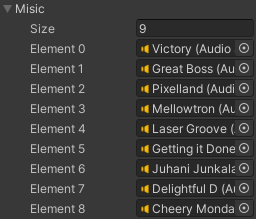 Misic
Size 9
Element 0 Victory (Audio
Element 1 Great Boss (Au
Element 2 Pixelland (Audi
Element 3 Mellowtron (A
Element 4 Laser Groove (
Element 5 Getting it Done
Element 6 Juhani Junkala
Element 7 Delightful D (Au
Element 8 Cheery Monda